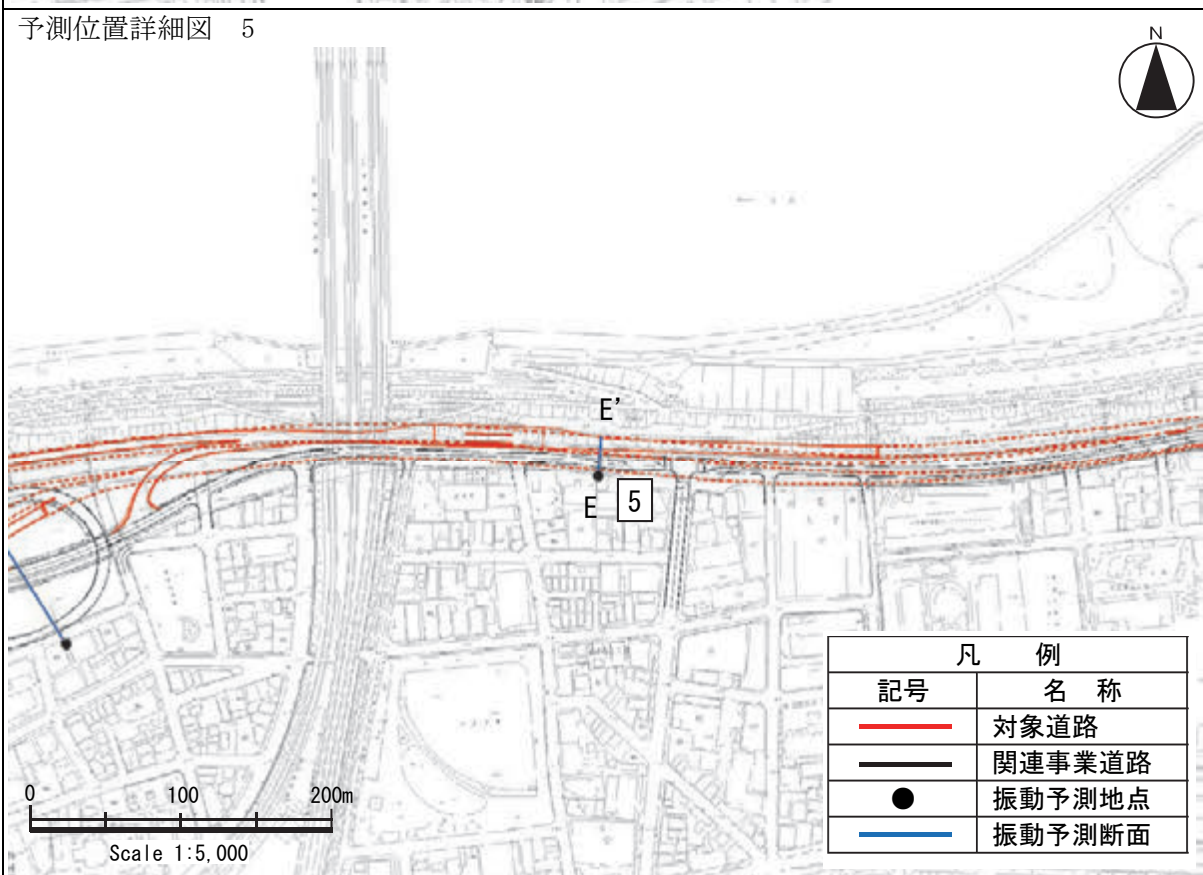 予測位置詳細図 5
N
E'
E 5
凡 例
記号 名 称
対象道路
関連事業道路
振動予測地点
振動予測断面
0 100 200m
Scale 1:5,000